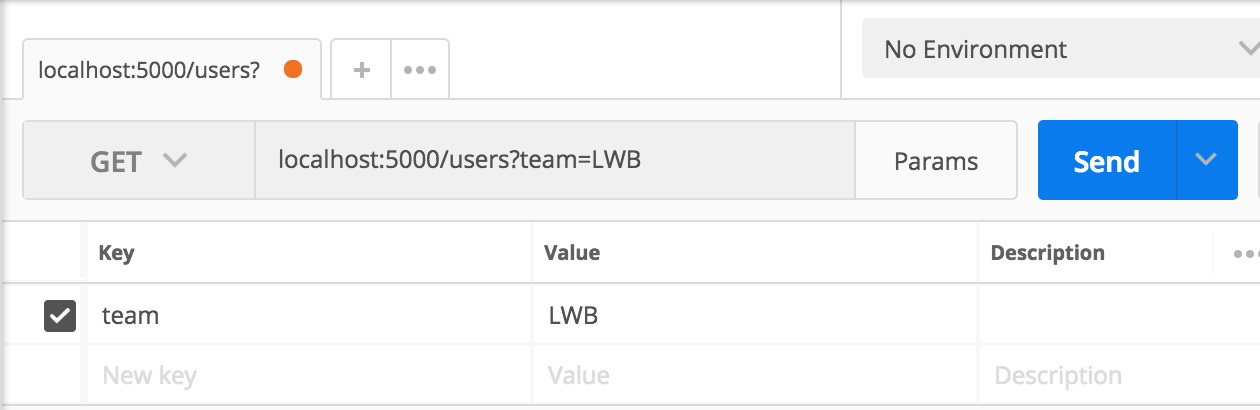 localhost:5000/users?
No Environment
GET localhost:5000/users?team=LWB Params Send
Key Value Description
team LWB
New key Value Description